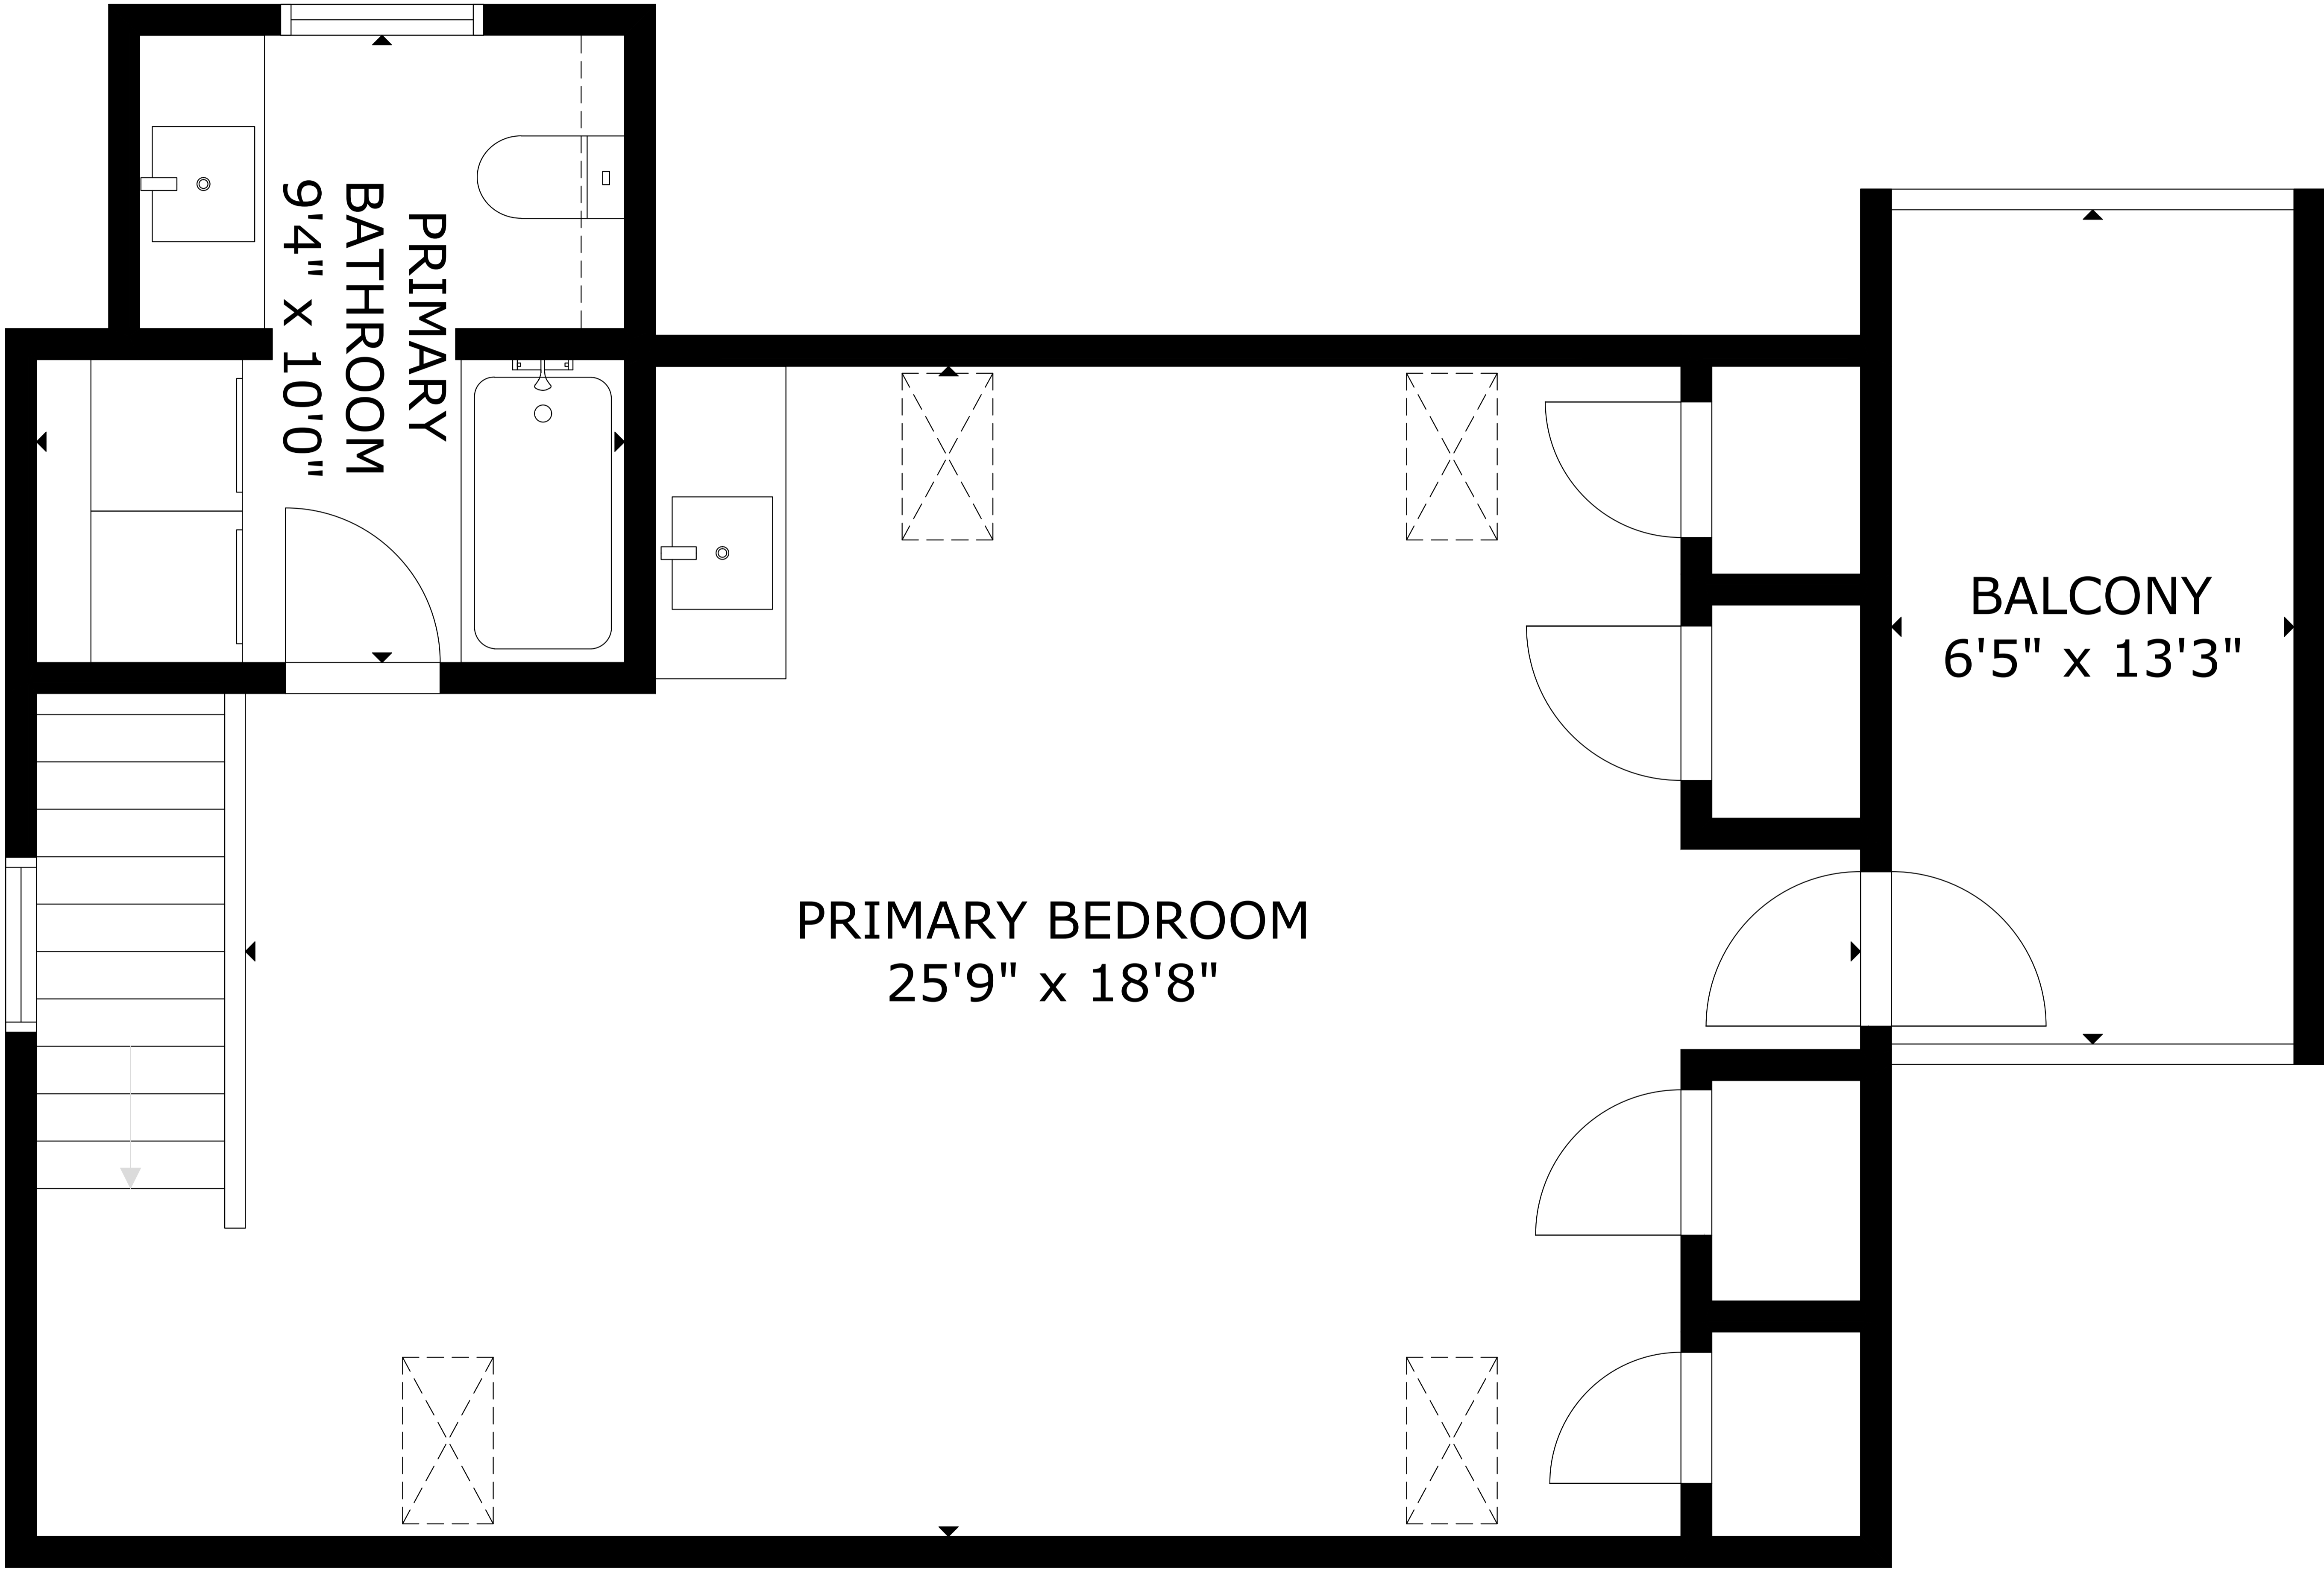 PRIMARY
BATHROOM
9'4" x 10'0"
BALCONY
6'5" x 13'3"
PRIMARY BEDROOM
25'9" x 18'8"